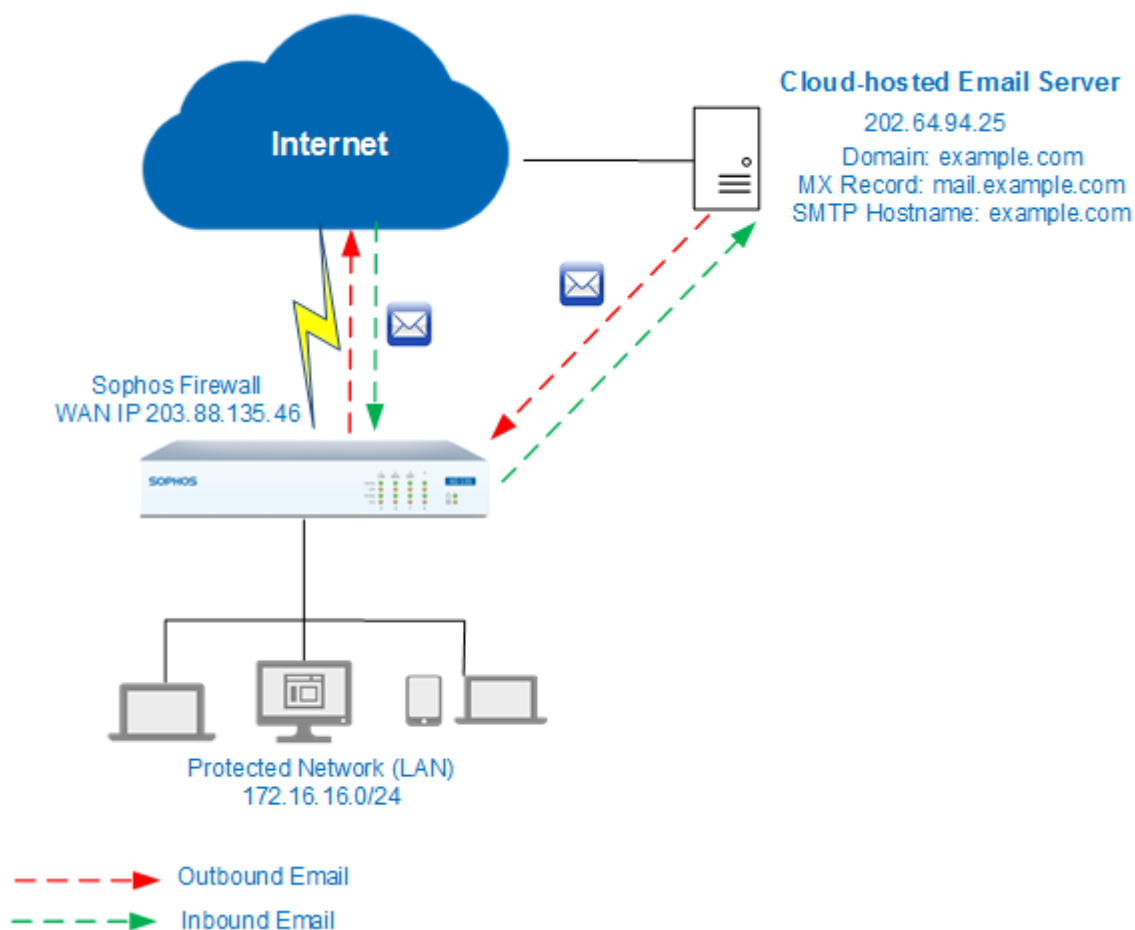 Internet
Cloud-hosted Email Server
202.64.94.25
Domain: example.com
MX Record: mail.example.com
SMTP Hostname: example.com
Sophos Firewall
WAN IP 203.88.135.46
SOPHOS
Protected Network (LAN)
172.16.16.0/24
Outbound Email
Inbound Email